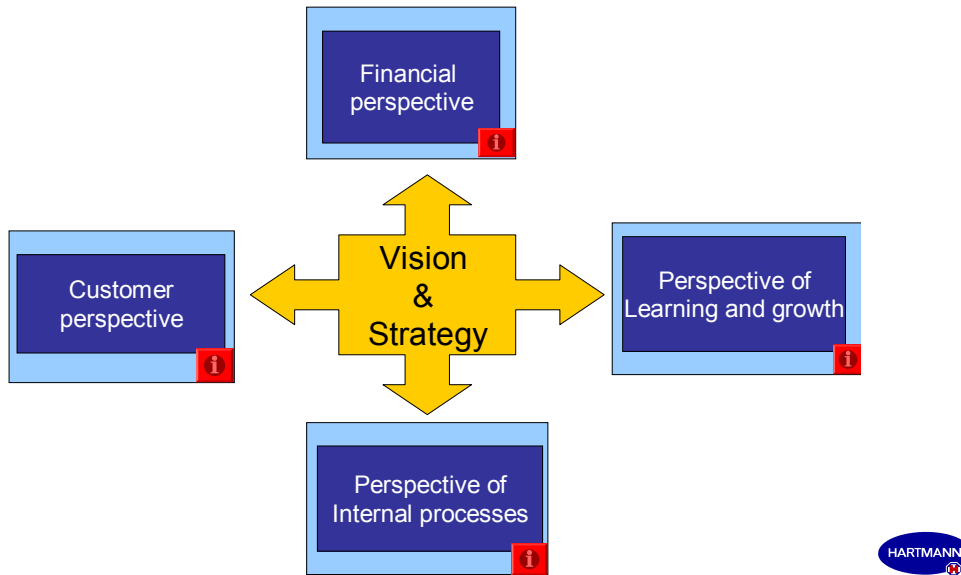 Financial
perspective
i
Vision
&
Strategy
Customer
perspective
i
Perspective of
Learning and growth
i
Perspective of
Internal processes
i
HARTMANN
H